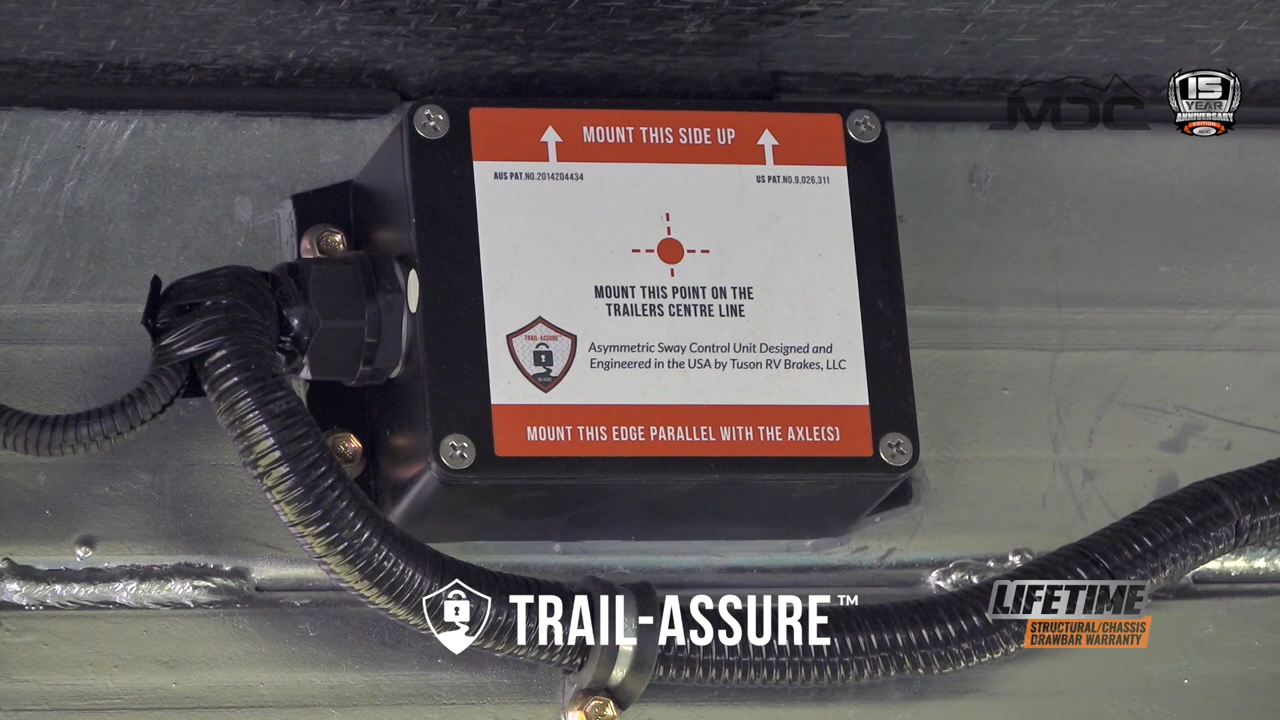 MDC
15
YEAR
ANNIVERSARY
EDITION
MDC
MOUNT THIS SIDE UP
AUS PAT.NO.2014204434
US PAT.NO.9,026,311
MOUNT THIS POINT ON THE
TRAILERS CENTRE LINE
TRAIL-ASSURE
Asymmetric Sway Control Unit Designed and
Engineered in the USA by Tuson RV Brakes, LLC
MOUNT THIS EDGE PARALLEL WITH THE AXLE(S)
TRAIL-ASSURE™
LIFETIME
STRUCTURAL/CHASSIS
DRAWBAR WARRANTY